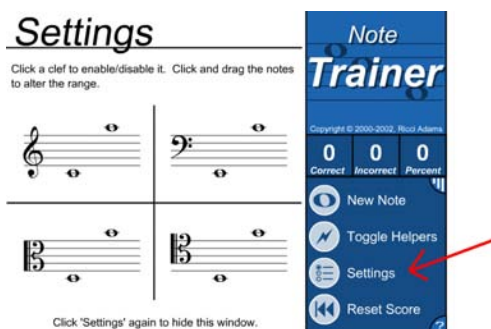 Settings
Click a clef to enable/disable it. Click and drag the notes
to alter the range.
Click 'Settings' again to hide this window.
Note
Trainer
Copyright © 2000-2002, Ricci Adams
0 0 0
Correct Incorrect Percent
New Note
Toggle Helpers
Settings
Reset Score
?